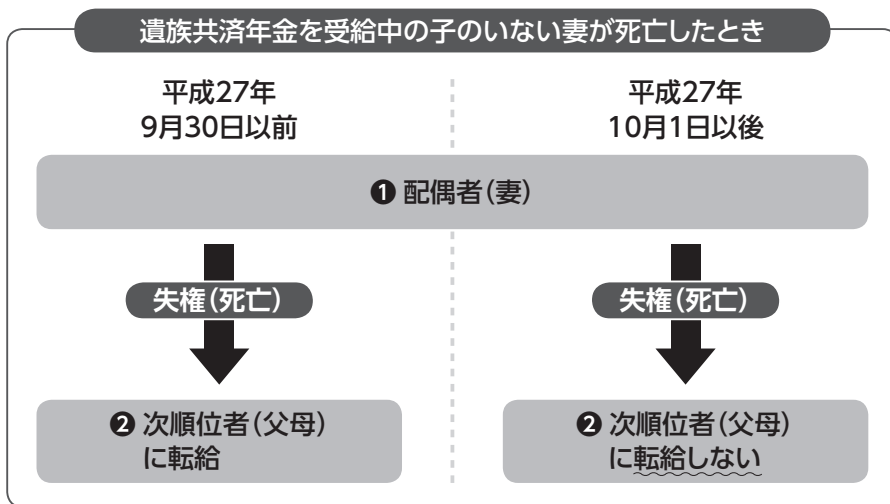 遺族共済年金を受給中の子のいない妻が死亡したとき
平成27年
9月30日以前
平成27年
10月1日以後
❶ 配偶者(妻)
失権(死亡)
失権(死亡)
❷ 次順位者(父母)
に転給
❷ 次順位者(父母)
に転給しない